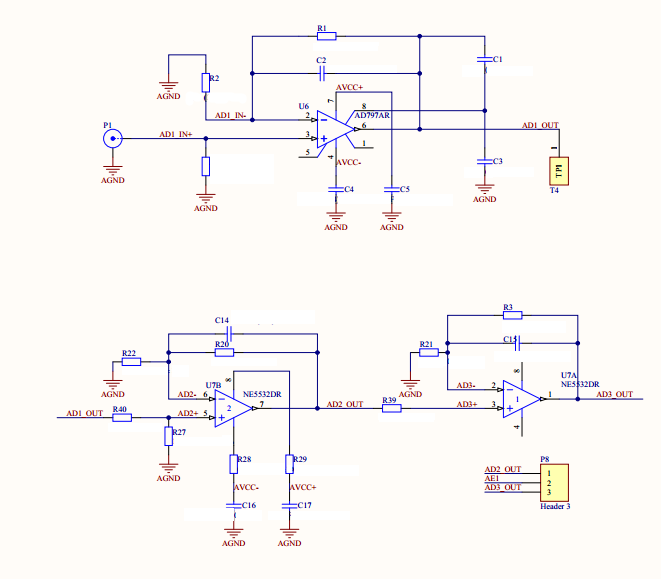 R1
C2
C1
R2
AGND
AVCC+
7
U6
8
AD797AR
AD1_IN-
2
6
AD1_OUT
P1
AD1_IN+
3
5
4
1
AVCC-
1
TP1
T4
C3
AGND
AGND
C4
C5
AGND
AGND
AGND
C14
R3
R20
C15
R22
R21
AGND
U7B
8
NE5532DR
AD2-
6
2
7
AD2_OUT
AD1_OUT
R40
AD2+
5
R27
AGND
R28
R29
AVCC-
AVCC+
C16
C17
AGND
AGND
AGND
8
U7A
NE5532DR
AD3-
2
1
1
AD3_OUT
R39
AD3+
3
4
P8
AD2_OUT
1
AE1
2
AD3_OUT
3
Header 3